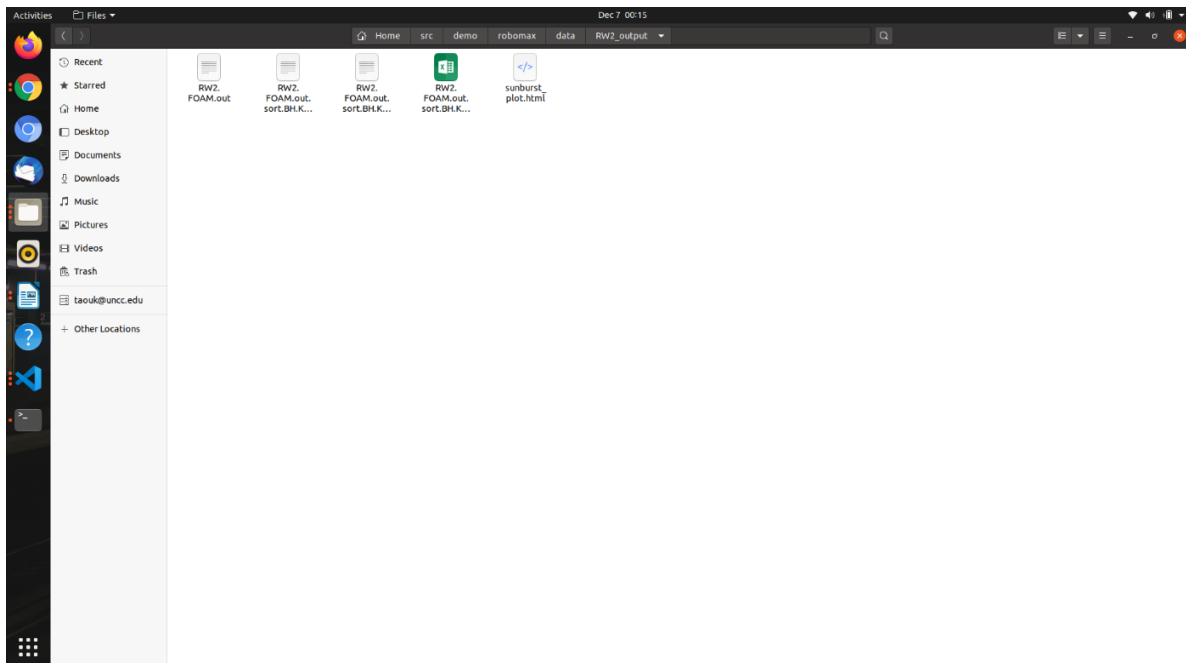 Activities Files Dec 7 00:15
Home src demo robomax data RW2_output
Recent
Starred
Home
Desktop
Documents
Downloads
Music
Pictures
Videos
Trash
taouk@uncc.edu
+ Other Locations
RW2.
FOAM.out
RW2.
FOAM.out.
sort.BH.K...
RW2.
FOAM.out.
sort.BH.K...
RW2.
FOAM.out.
sort.BH.K...
sunburst_
plot.html